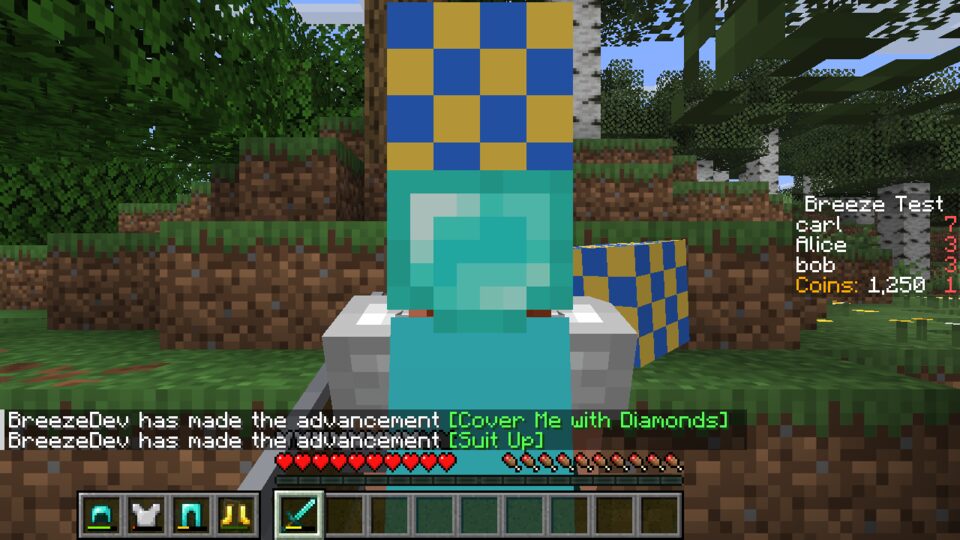 Breeze Test
carl 7
Alice 3
bob 3
Coins: 1,250 1
BreezeDev has made the advancement [Cover Me with Diamonds]
BreezeDev has made the advancement [Suit Up]